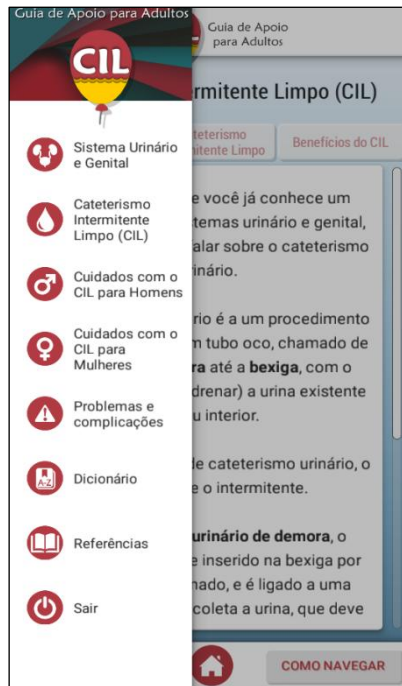 Guia de Apoio para Adultos
CIL
Sistema Urinário
e Genital
Cateterismo
Intermitente
Limpo (CIL)
Cuidados com o
CIL para Homens
Cuidados com o
CIL para
Mulheres
Problemas e
complicações
A-Z
Dicionário
Referências
Sair
Guia de Apoio
para Adultos
rmitente Limpo (CIL)
teterismo
itente Limpo
Benefícios do CIL
e você já conhece um
temas urinário e genital,
alar sobre o cateterismo
inário.
rio é a um procedimento
m tubo oco, chamado de
ra até a bexiga, com o
drenar) a urina existente
u interior.
le cateterismo urinário, o
e o intermitente.
urinário de demora, o
e inserido na bexiga por
nado, e é ligado a uma
coleta a urina, que deve
COMO NAVEGAR